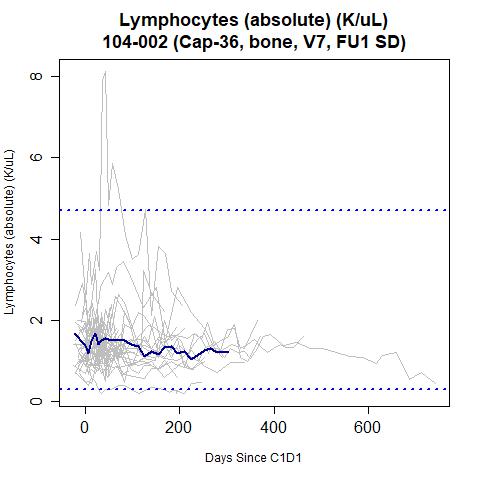 Lymphocytes (absolute) (K/uL)
104-002 (Cap-36, bone, V7, FU1 SD)
Lymphocytes (absolute) (K/uL)
8
6
4
2
0
0 200 400 600
Days Since C1D1